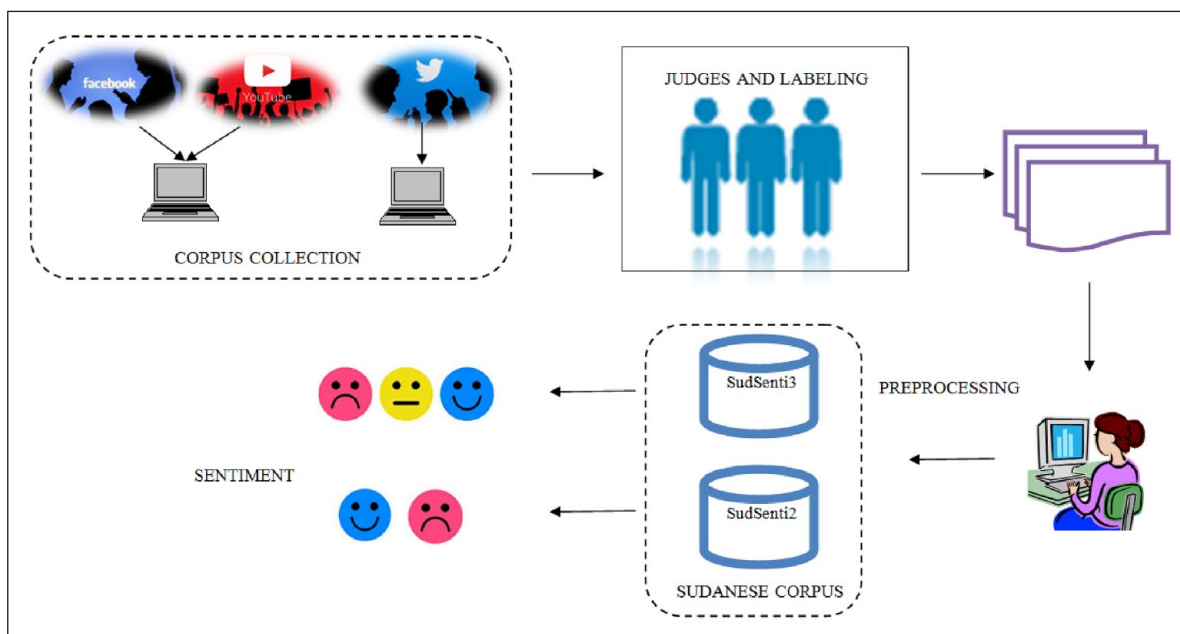 facebook
YouTube
CORPUS COLLECTION
JUDGES AND LABELING
PREPROCESSING
SudSenti3
SudSenti2
SUDANESE CORPUS
SENTIMENT